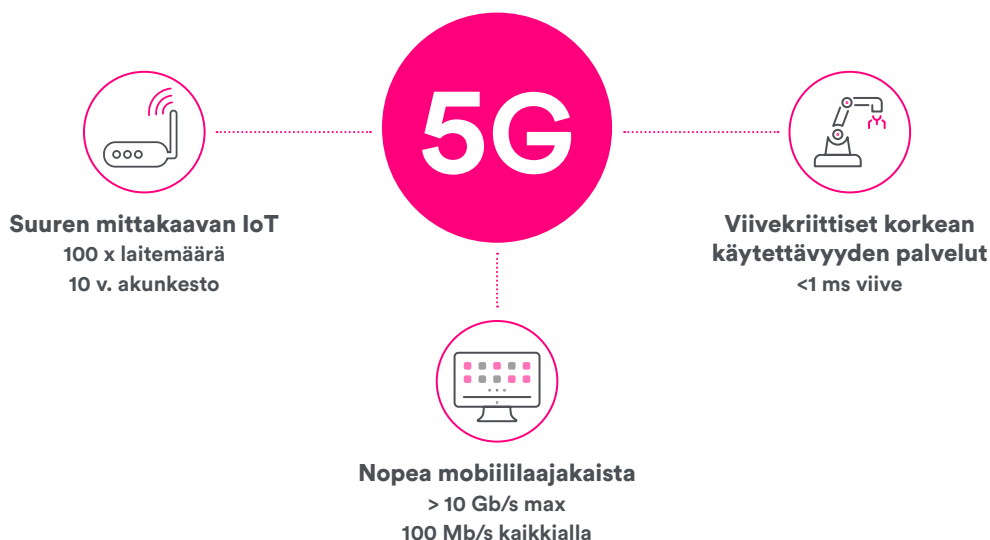 5G
Suuren mittakaavan IoT
100 x laitemäärä
10 v. akunkesto
Viivekriittiset korkean
käytettävyyden palvelut
<1 ms viive
Nopea mobiililaajakaista
> 10 Gb/s max
100 Mb/s kaikkialla